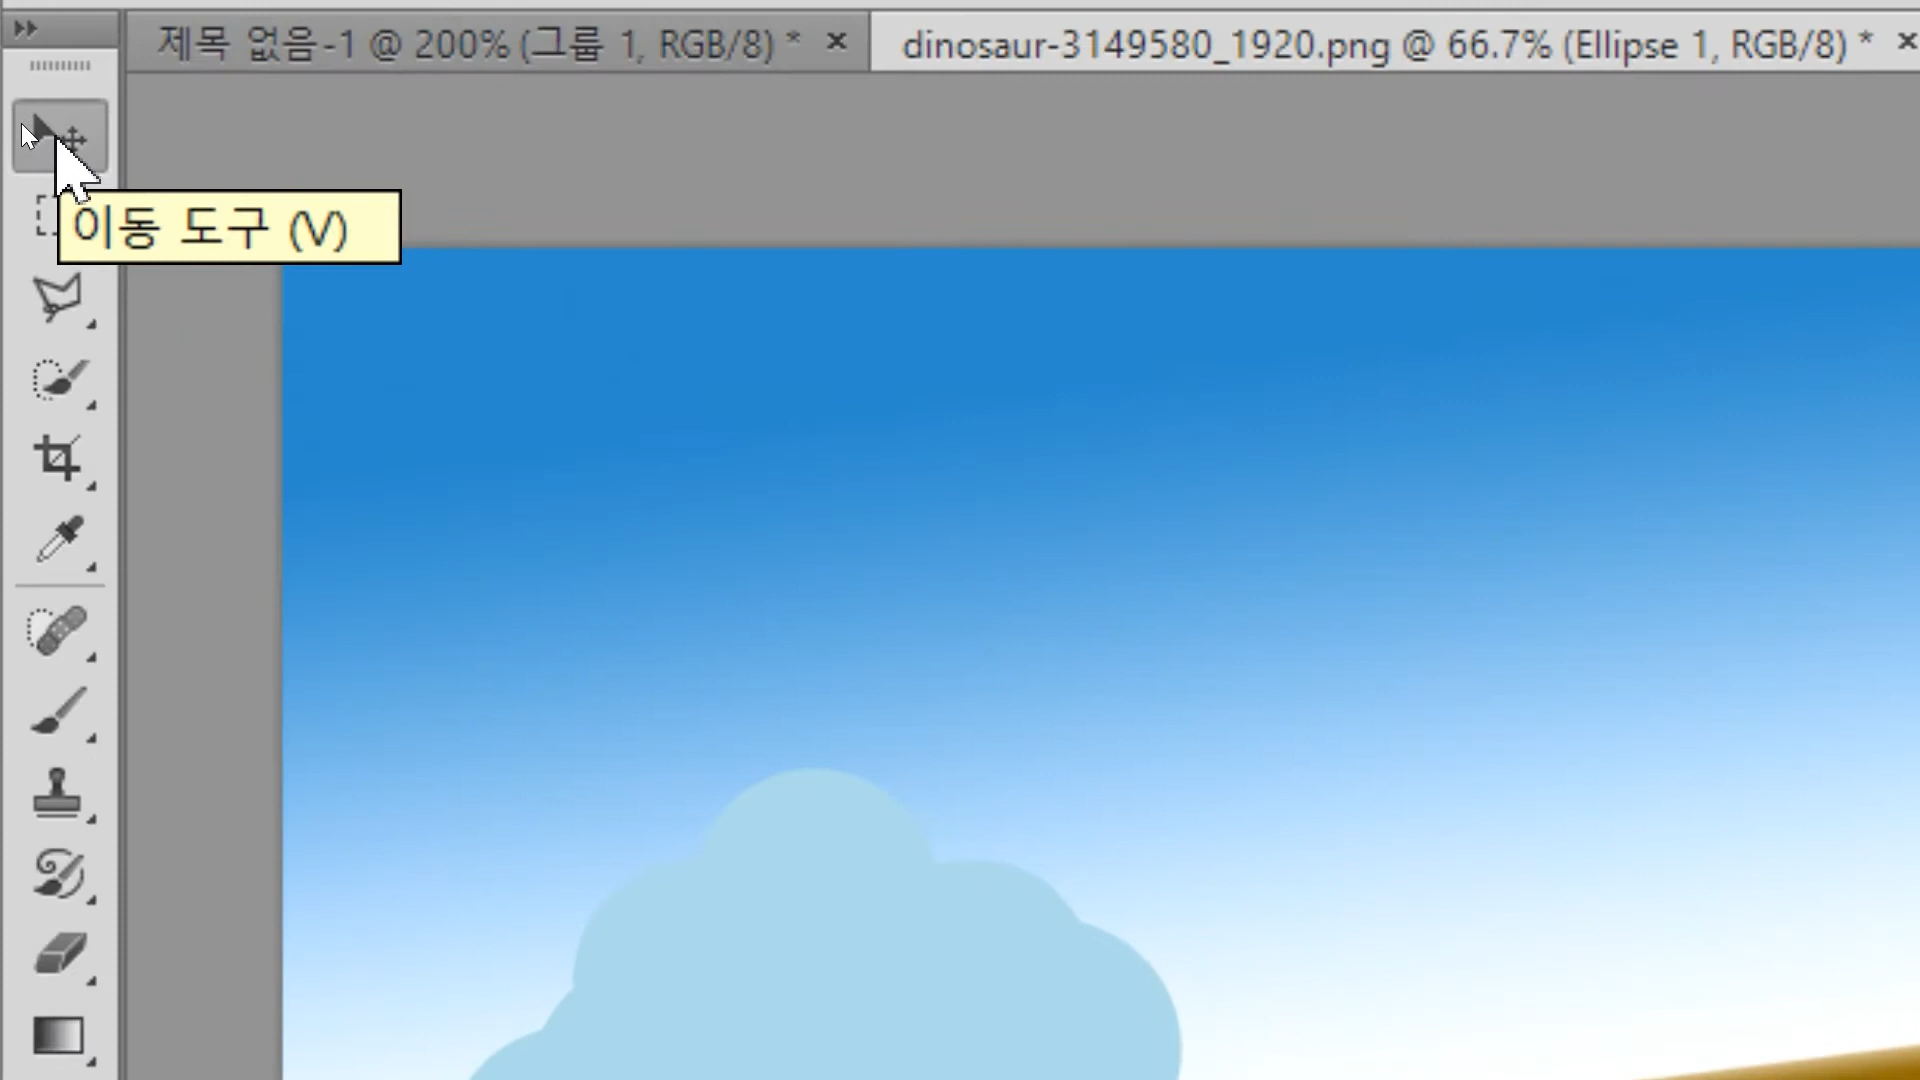 제목 없음-1 @ 200% (그룹 1, RGB/8) *
dinosaur-3149580_1920.png @ 66.7% (Ellipse 1, RGB/8) *
이동 도구 (V)